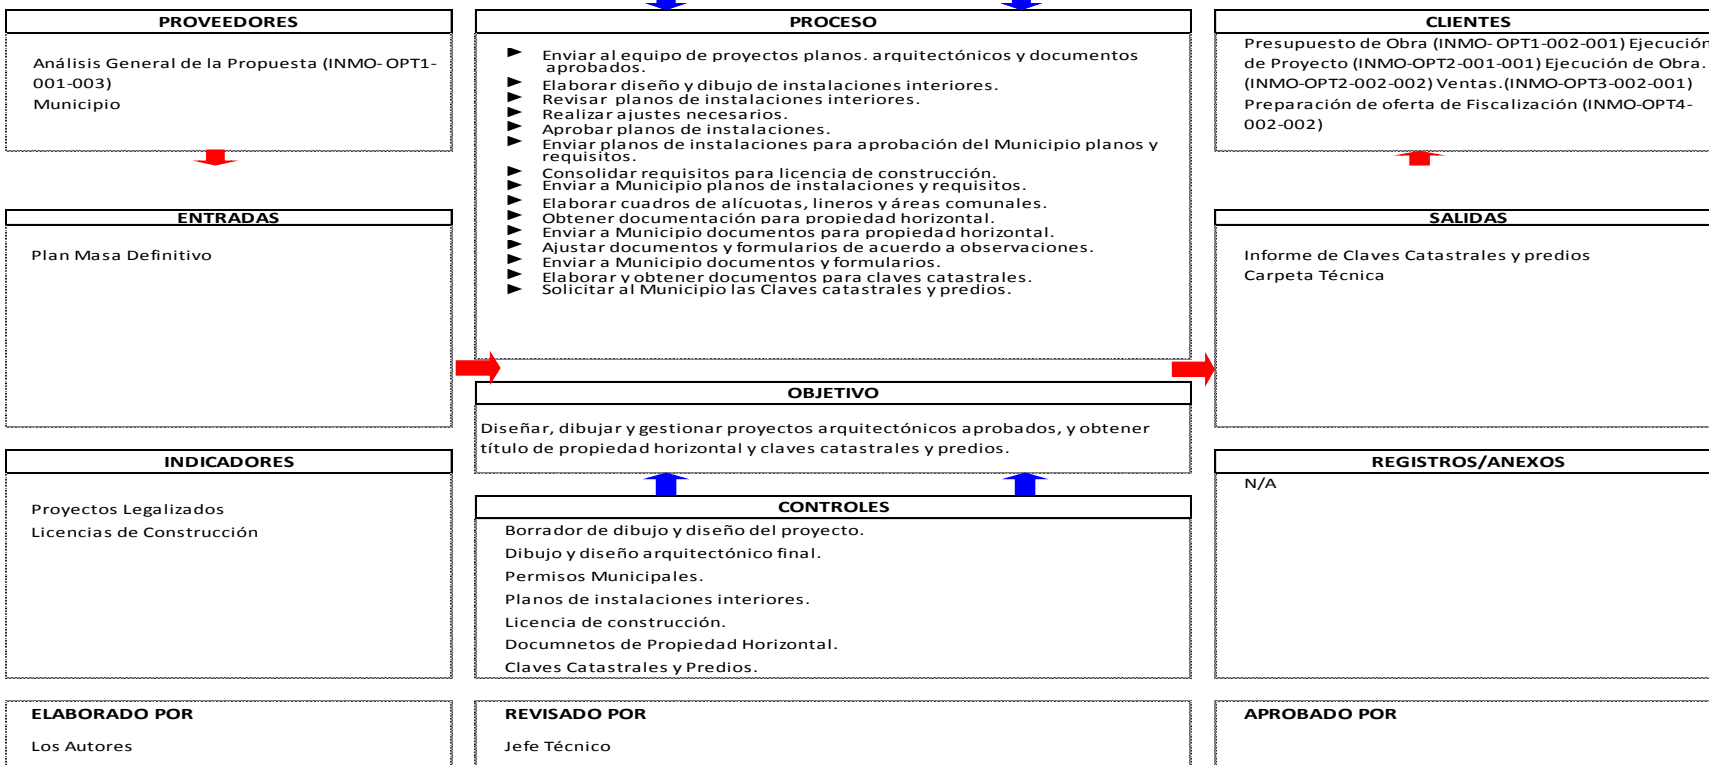 PROVEEDORES
Análisis General de la Propuesta (INMO- OPT1-
001-003)
Municipio
PROCESO
► Enviar al equipo de proyectos planos. arquitectónicos y documentos
aprobados.
► Elaborar diseño y dibujo de instalaciones interiores.
► Revisar planos de instalaciones interiores.
► Realizar ajustes necesarios.
► Aprobar planos de instalaciones.
► Enviar planos de instalaciones para aprobación del Municipio planos y
requisitos.
► Consolidar requisitos para licencia de construcción.
► Enviar a Municipio planos de instalaciones y requisitos.
► Elaborar cuadros de alícuotas, lineros y áreas comunales.
► Obtener documentación para propiedad horizontal.
► Enviar a Municipio documentos para propiedad horizontal.
► Ajustar documentos y formularios de acuerdo a observaciones.
► Enviar a Municipio documentos y formularios.
► Elaborar y obtener documentos para claves catastrales.
► Solicitar al Municipio las Claves catastrales y predios.
CLIENTES
Presupuesto de Obra (INMO- OPT1-002-001) Ejecución
de Proyecto (INMO-OPT2-001-001) Ejecución de Obra.
(INMO-OPT2-002-002) Ventas.(INMO-OPT3-002-001)
Preparación de oferta de Fiscalización (INMO-OPT4-
002-002)
ENTRADAS
Plan Masa Definitivo
SALIDAS
Informe de Claves Catastrales y predios
Carpeta Técnica
OBJETIVO
Diseñar, dibujar y gestionar proyectos arquitectónicos aprobados, y obtener
título de propiedad horizontal y claves catastrales y predios.
INDICADORES
Proyectos Legalizados
Licencias de Construcción
CONTROLES
Borrador de dibujo y diseño del proyecto.
Dibujo y diseño arquitectónico final.
Permisos Municipales.
Planos de instalaciones interiores.
Licencia de construcción.
Documnetos de Propiedad Horizontal.
Claves Catastrales y Predios.
REGISTROS/ANEXOS
N/A
ELABORADO POR
Los Autores
REVISADO POR
Jefe Técnico
APROBADO POR